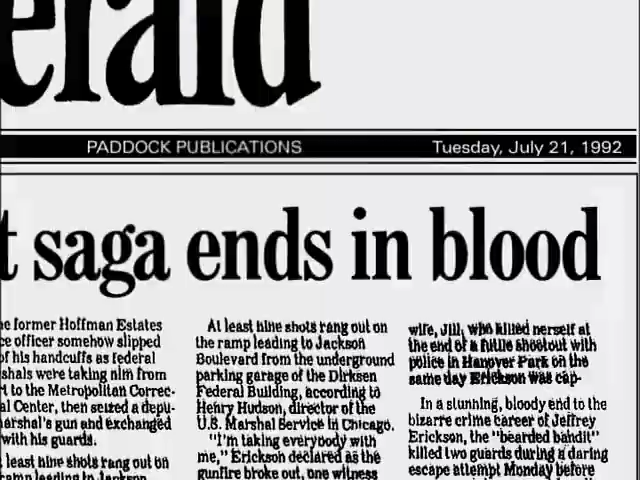 erald
PADDOCK PUBLICATIONS
Tuesday, July 21, 1992
t saga ends in blood
e former Hoffman Estates
ce officer somehow slipped
of his handcuffs as federal
shals were taking him from
t to the Metropolitan Correc-
al Center, then seized a depu-
arshal's gun and exchanged
with his guards.
least nine shots rang out on
ramp leading to Jackson
At least nine shots rang out on
the ramp leading to Jackson
Boulevard from the underground
parking garage of the Dirksen
Federal Building, according to
Henry Hudson, director of the
U.S. Marshal Service in Chicago.
"I'm taking everybody with
me," Erickson declared as the
gunfire broke out, one witness
wife, Jill, who killed herself at
the end of a futile shootout with
police in Hanover Park on the
same day Erickson was cap-
In a stunning, bloody end to the
bizarre crime career of Jeffrey
Erickson, the "bearded bandit"
killed two guards during a daring
escape attempt Monday before